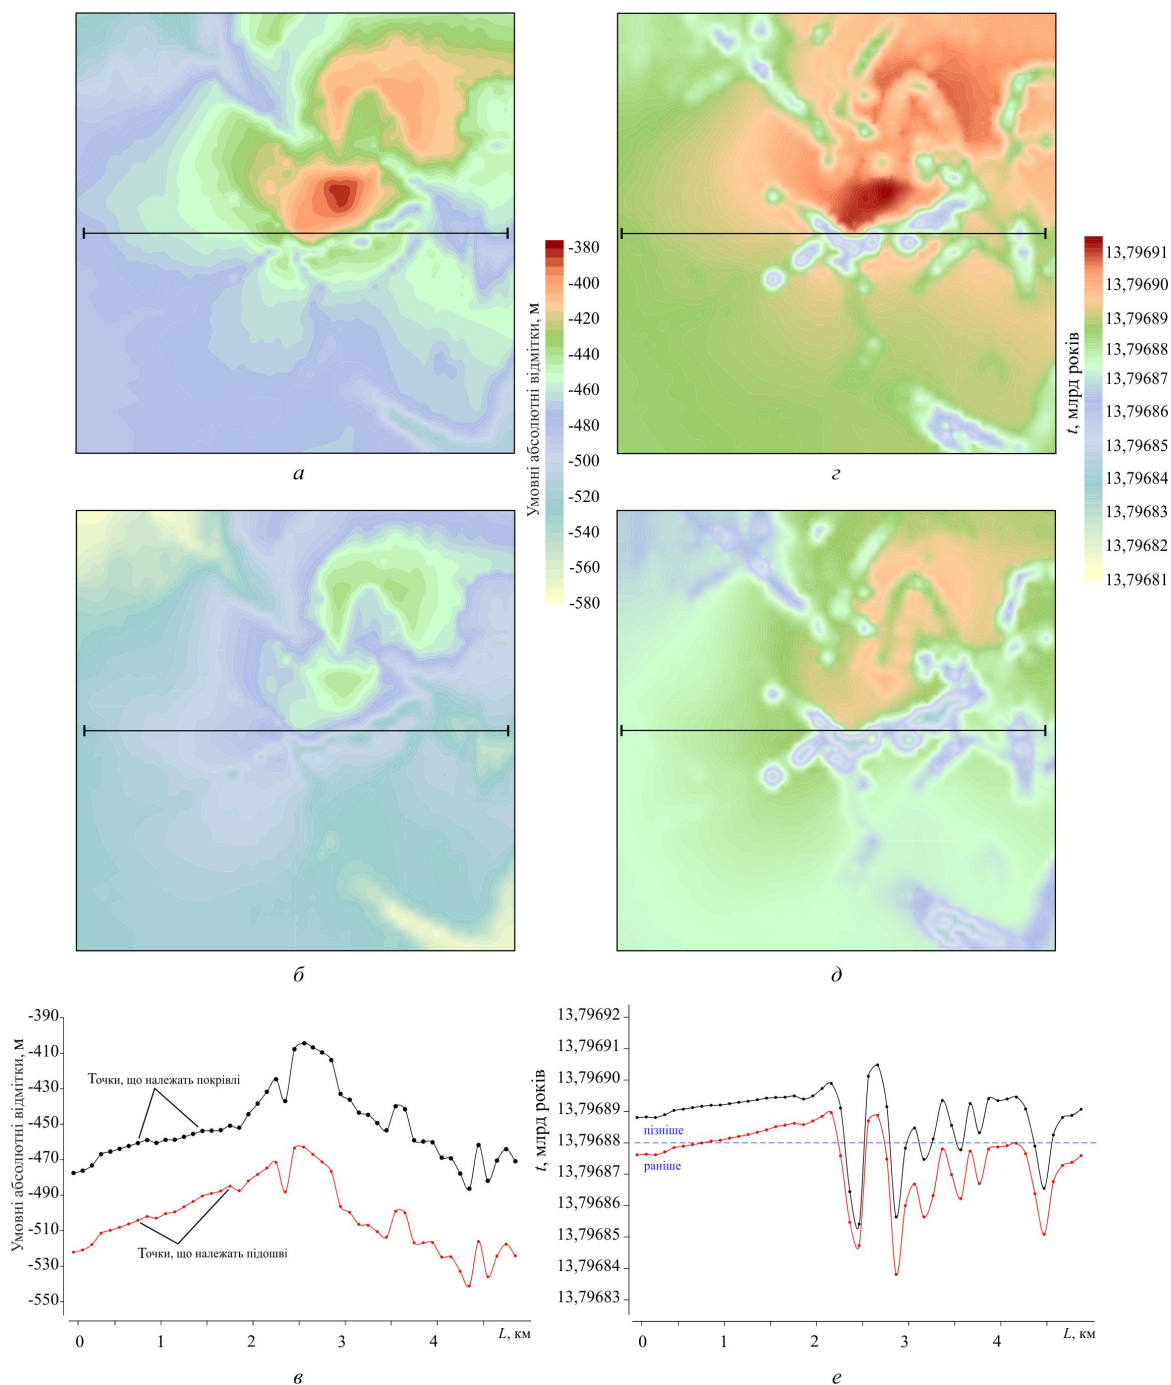 Умовні абсолютні відмітки, м
-380
-400
-420
-440
-460
-480
-500
-520
-540
-560
-580
t, млрд років
13,79691
13,79690
13,79689
13,79688
13,79687
13,79686
13,79685
13,79684
13,79683
13,79682
13,79681
а
г
б
д
Умовні абсолютні відмітки, м
-390
-410
-430
-450
-470
-490
-510
-530
-550
Точки, що належать покрівлі
Точки, що належать підошві
0 1 2 3 4 L, км
в
t, млрд років
13,79692
13,79691
13,79690
13,79689
13,79688
13,79687
13,79686
13,79685
13,79684
13,79683
пізніше
раніше
0 1 2 3 4 L, км
е